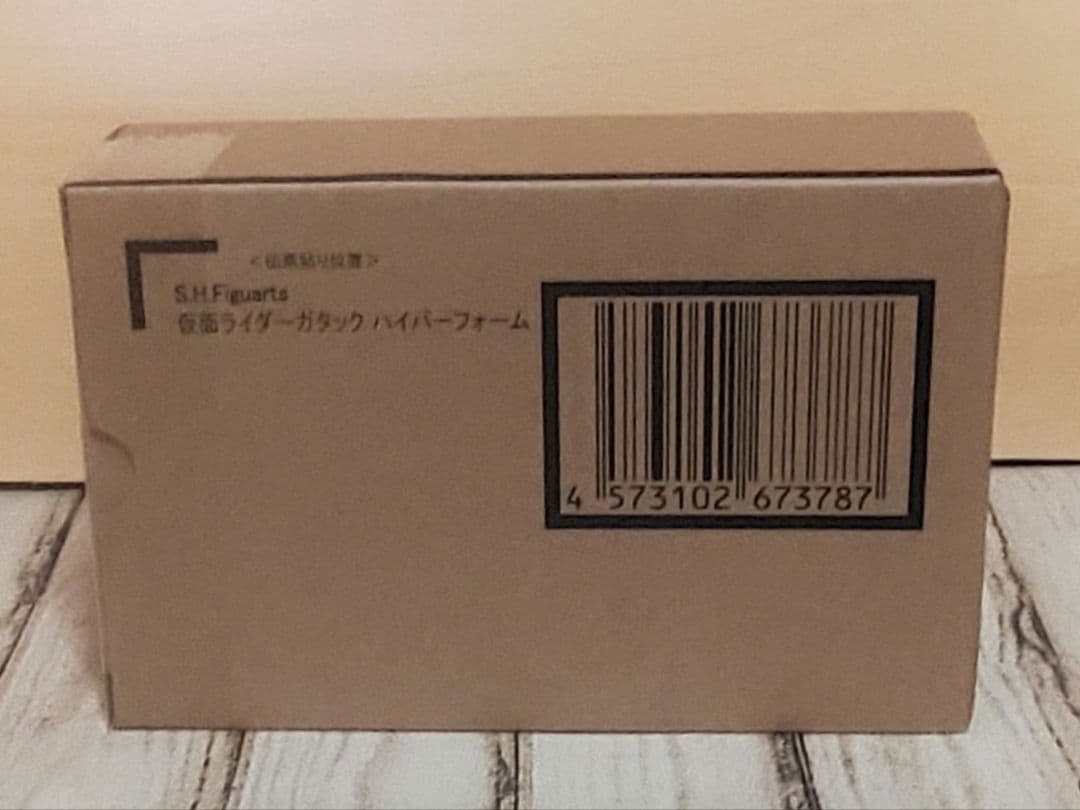 ＜伝票貼り位置＞
S.H.Figuarts
仮面ライダーガタック ハイパーフォーム
4 573102 673787